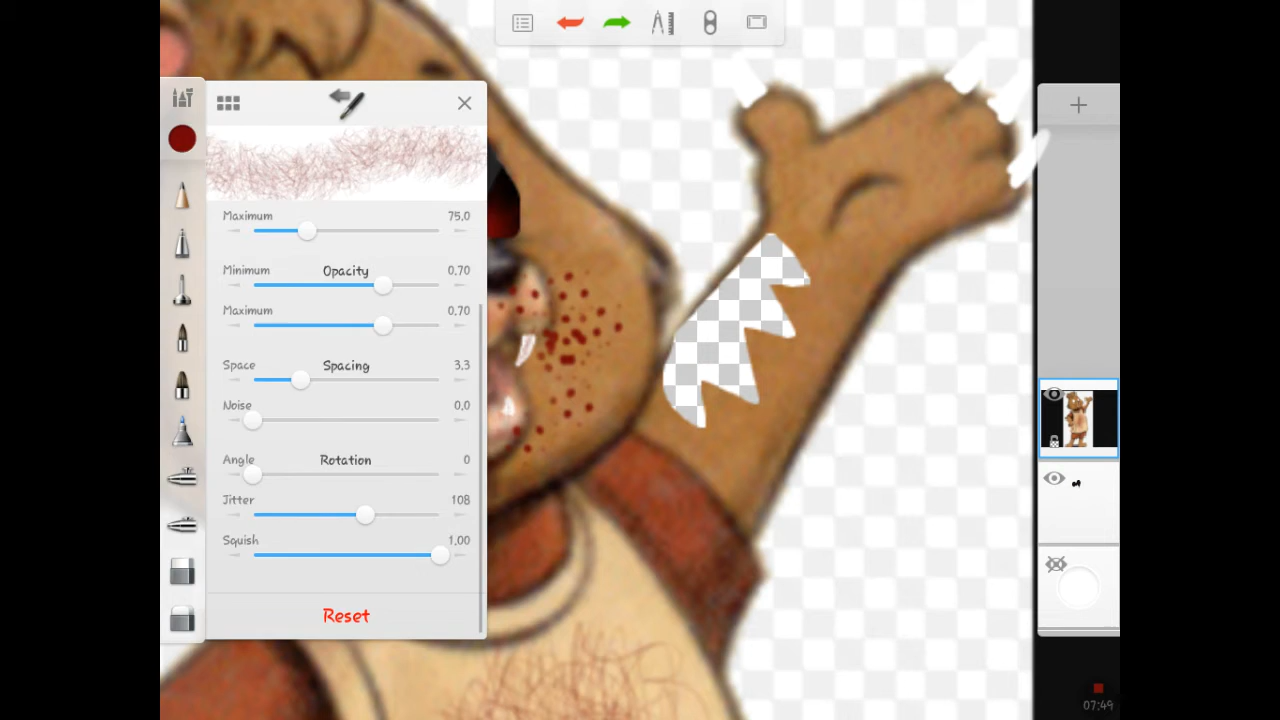 Maximum 75,0
Minimum Opacity 0,70
Maximum 0,70
Space Spacing 3,3
Noise 0,0
Angle Rotation 0
Jitter 108
Squish 1,00
Reset
07:49